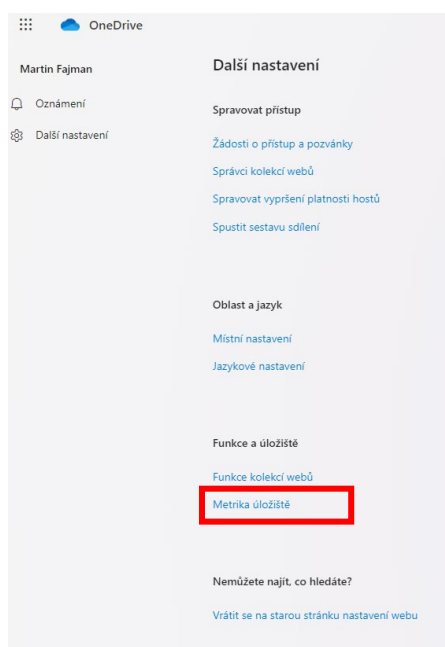 OneDrive
Martin Fajman
Oznámení
Další nastavení
Další nastavení
Spravovat přístup
Žádosti o přístup a pozvánky
Správci kolekcí webů
Spravovat vypršení platnosti hostů
Spustit sestavu sdílení
Oblast a jazyk
Místní nastavení
Jazykové nastavení
Funkce a úložiště
Funkce kolekcí webů
Metrika úložiště
Nemůžete najít, co hledáte?
Vrátit se na starou stránku nastavení webu